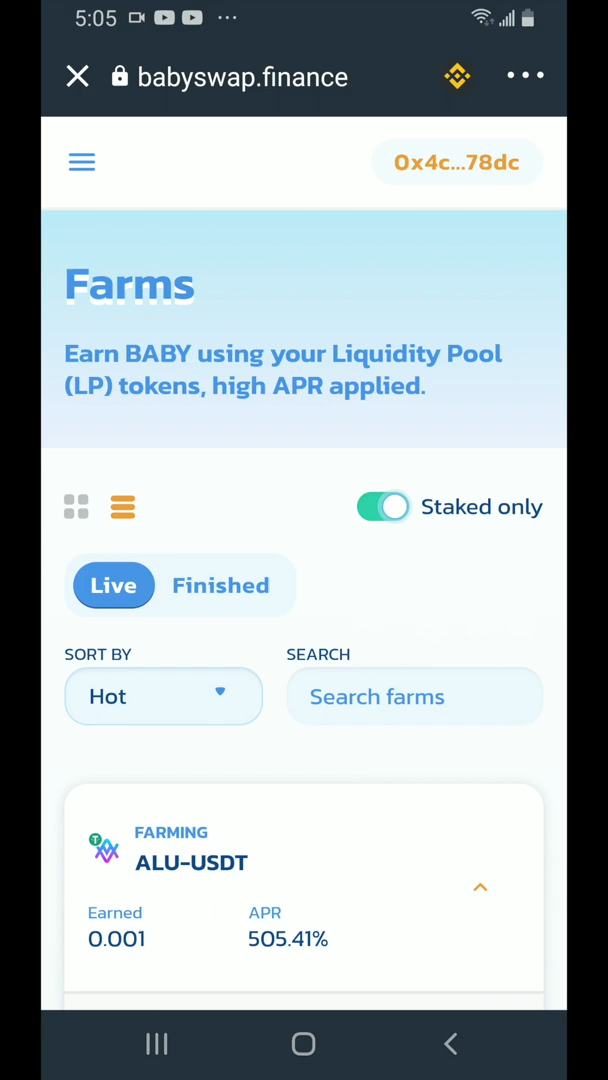 5:05
babyswap.finance
0x4c...78dc
Farms
Earn BABY using your Liquidity Pool
(LP) tokens, high APR applied.
Staked only
Live Finished
SORT BY SEARCH
Hot Search farms
FARMING
ALU-USDT
Earned APR
0.001 505.41%